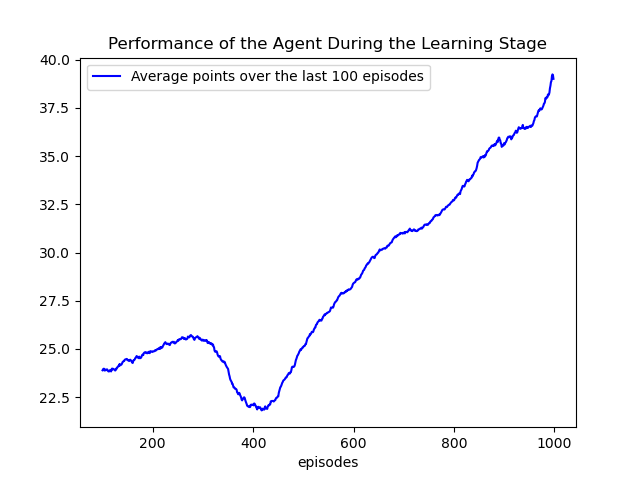 Performance of the Agent During the Learning Stage
Average points over the last 100 episodes
40.0
37.5
35.0
32.5
30.0
27.5
25.0
22.5
200 400 600 800 1000
episodes